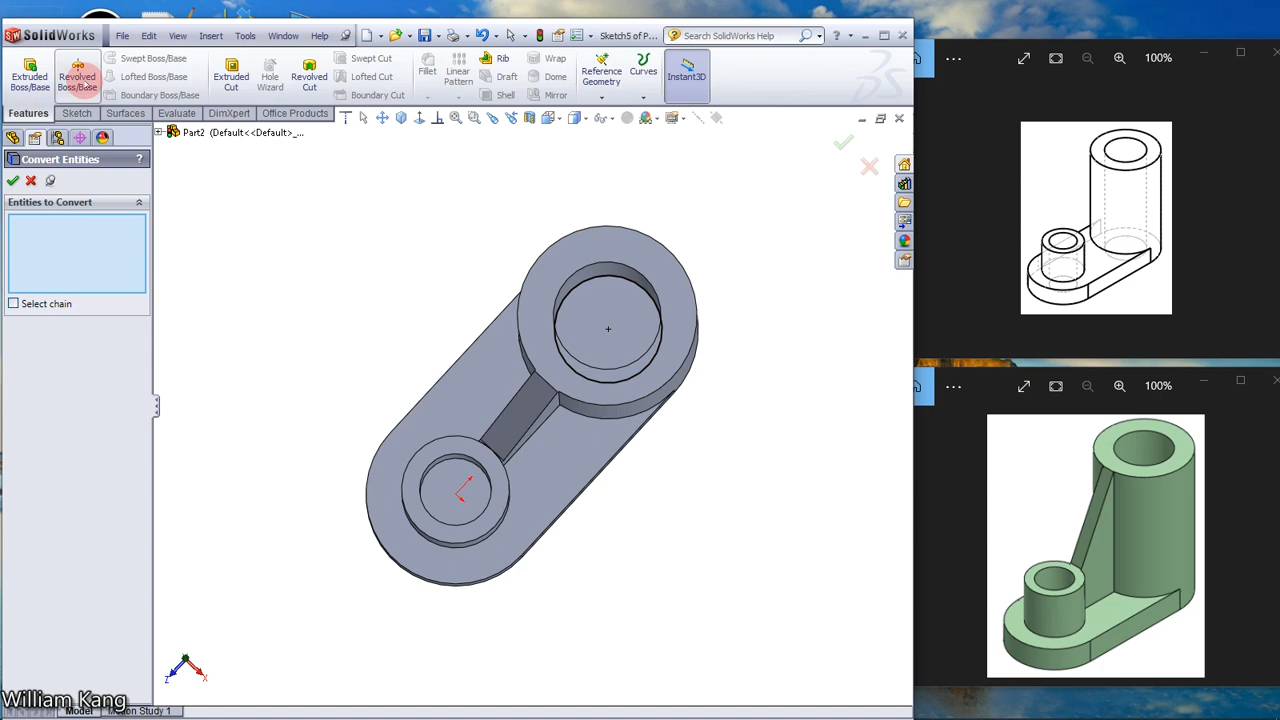 SolidWorks
File
Edit
View
Insert
Tools
Window
Help
Sketch5 of P...
Search SolidWorks Help
Extruded Boss/Base
Revolved Boss/Base
Swept Boss/Base
Lofted Boss/Base
Boundary Boss/Base
Extruded Cut
Hole Wizard
Revolved Cut
Swept Cut
Lofted Cut
Boundary Cut
Fillet
Linear Pattern
Rib
Draft
Shell
Wrap
Dome
Mirror
Reference Geometry
Curves
Instant3D
Features
Sketch
Surfaces
Evaluate
DimXpert
Office Products
Part2 (Default<<Default>_...
Convert Entities
?
Entities to Convert
Select chain
100%
100%
Z
X
William Kang
Model
Motion Study 1